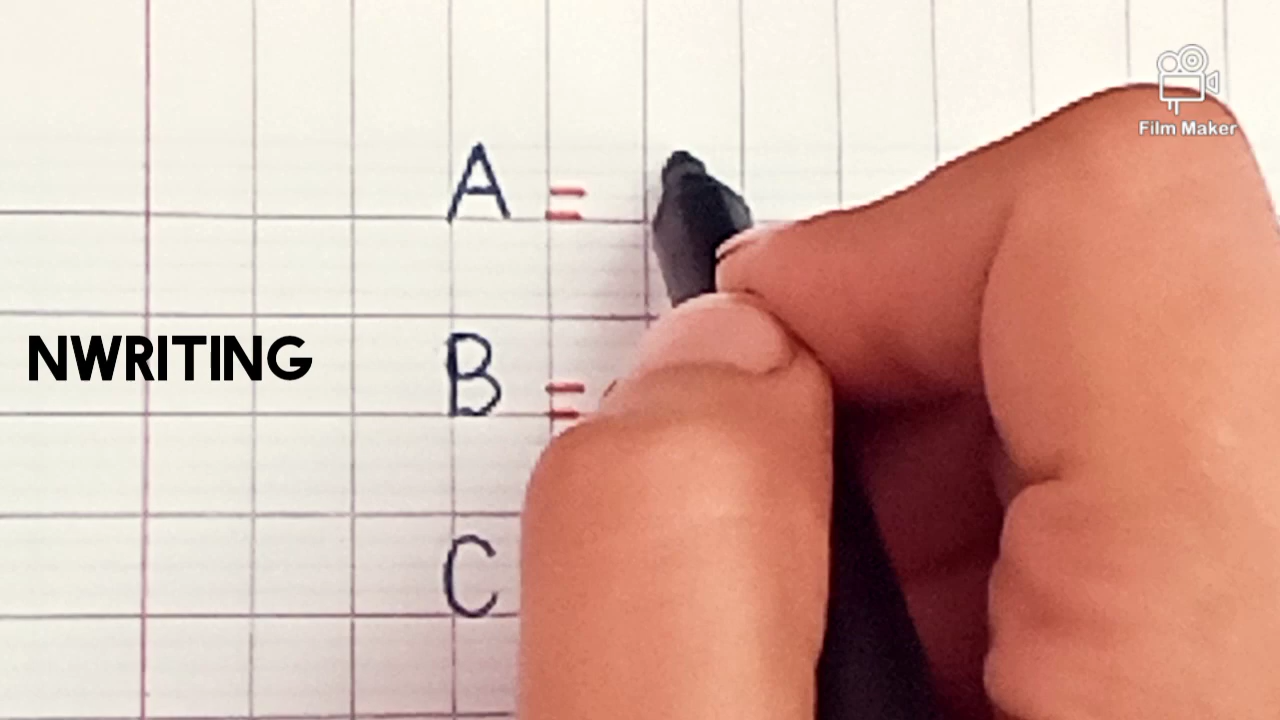 Film Maker
A =
NWRITING
B =
C